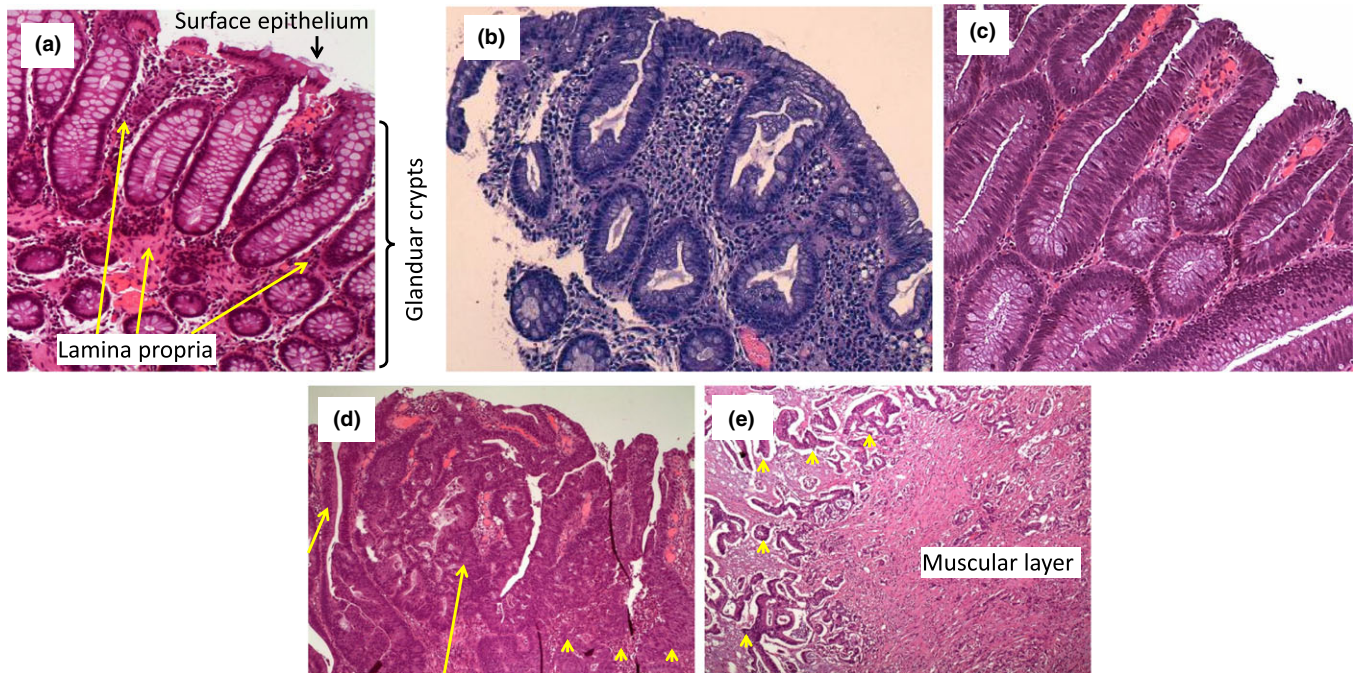 (a)
Surface epithelium
Lamina propria
Glanduar crypts
(b)
(c)
(d)
(e)
Muscular layer